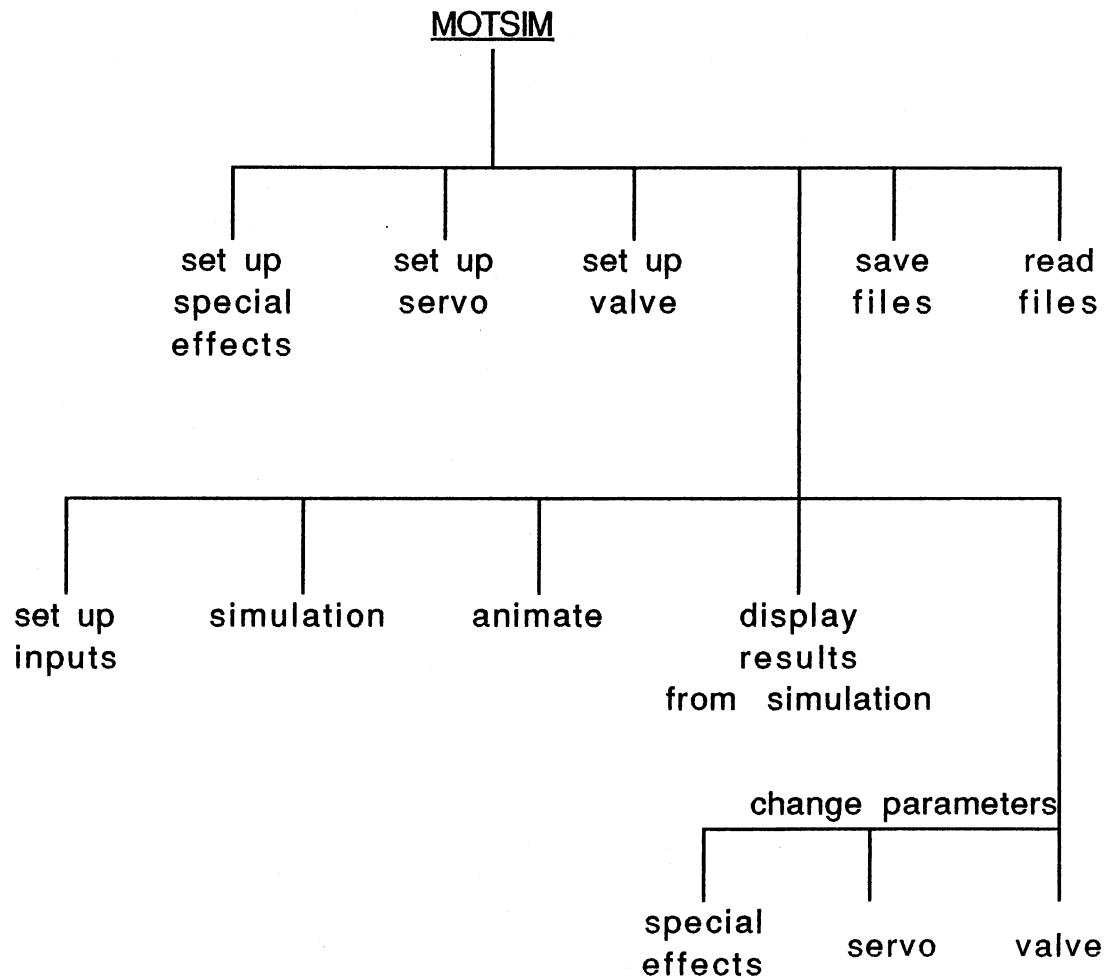 MOTSIM
set up
special
effects
set up
servo
set up
valve
save
files
read
files
set up
inputs
simulation
animate
display
results
from simulation
change parameters
special
effects
servo
valve